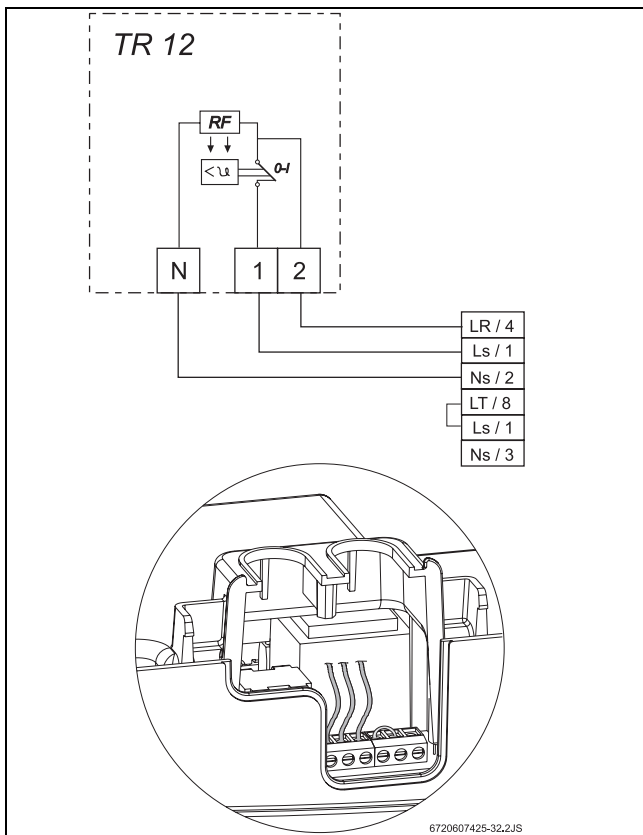 TR 12
RF
<ϑ
0-I
N 1 2
LR / 4
Ls / 1
Ns / 2
LT / 8
Ls / 1
Ns / 3
6720607425-32.2JS